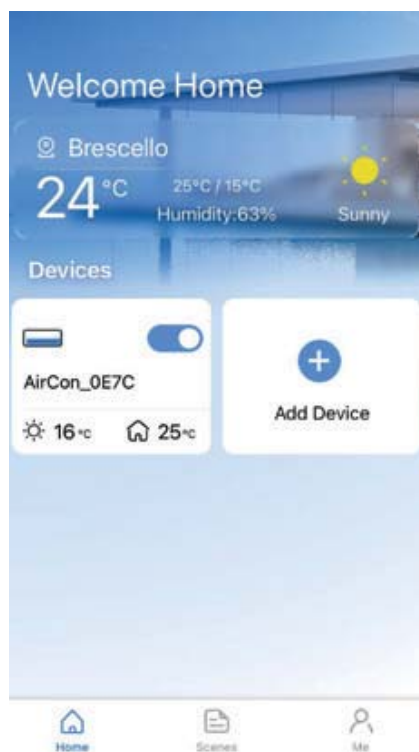 Welcome Home
Brescello
24°C 25°C / 15°C Sunny
Humidity:63%
Devices
AirCon_0E7C
16°C 25°C
Add Device
Home Scenes Me